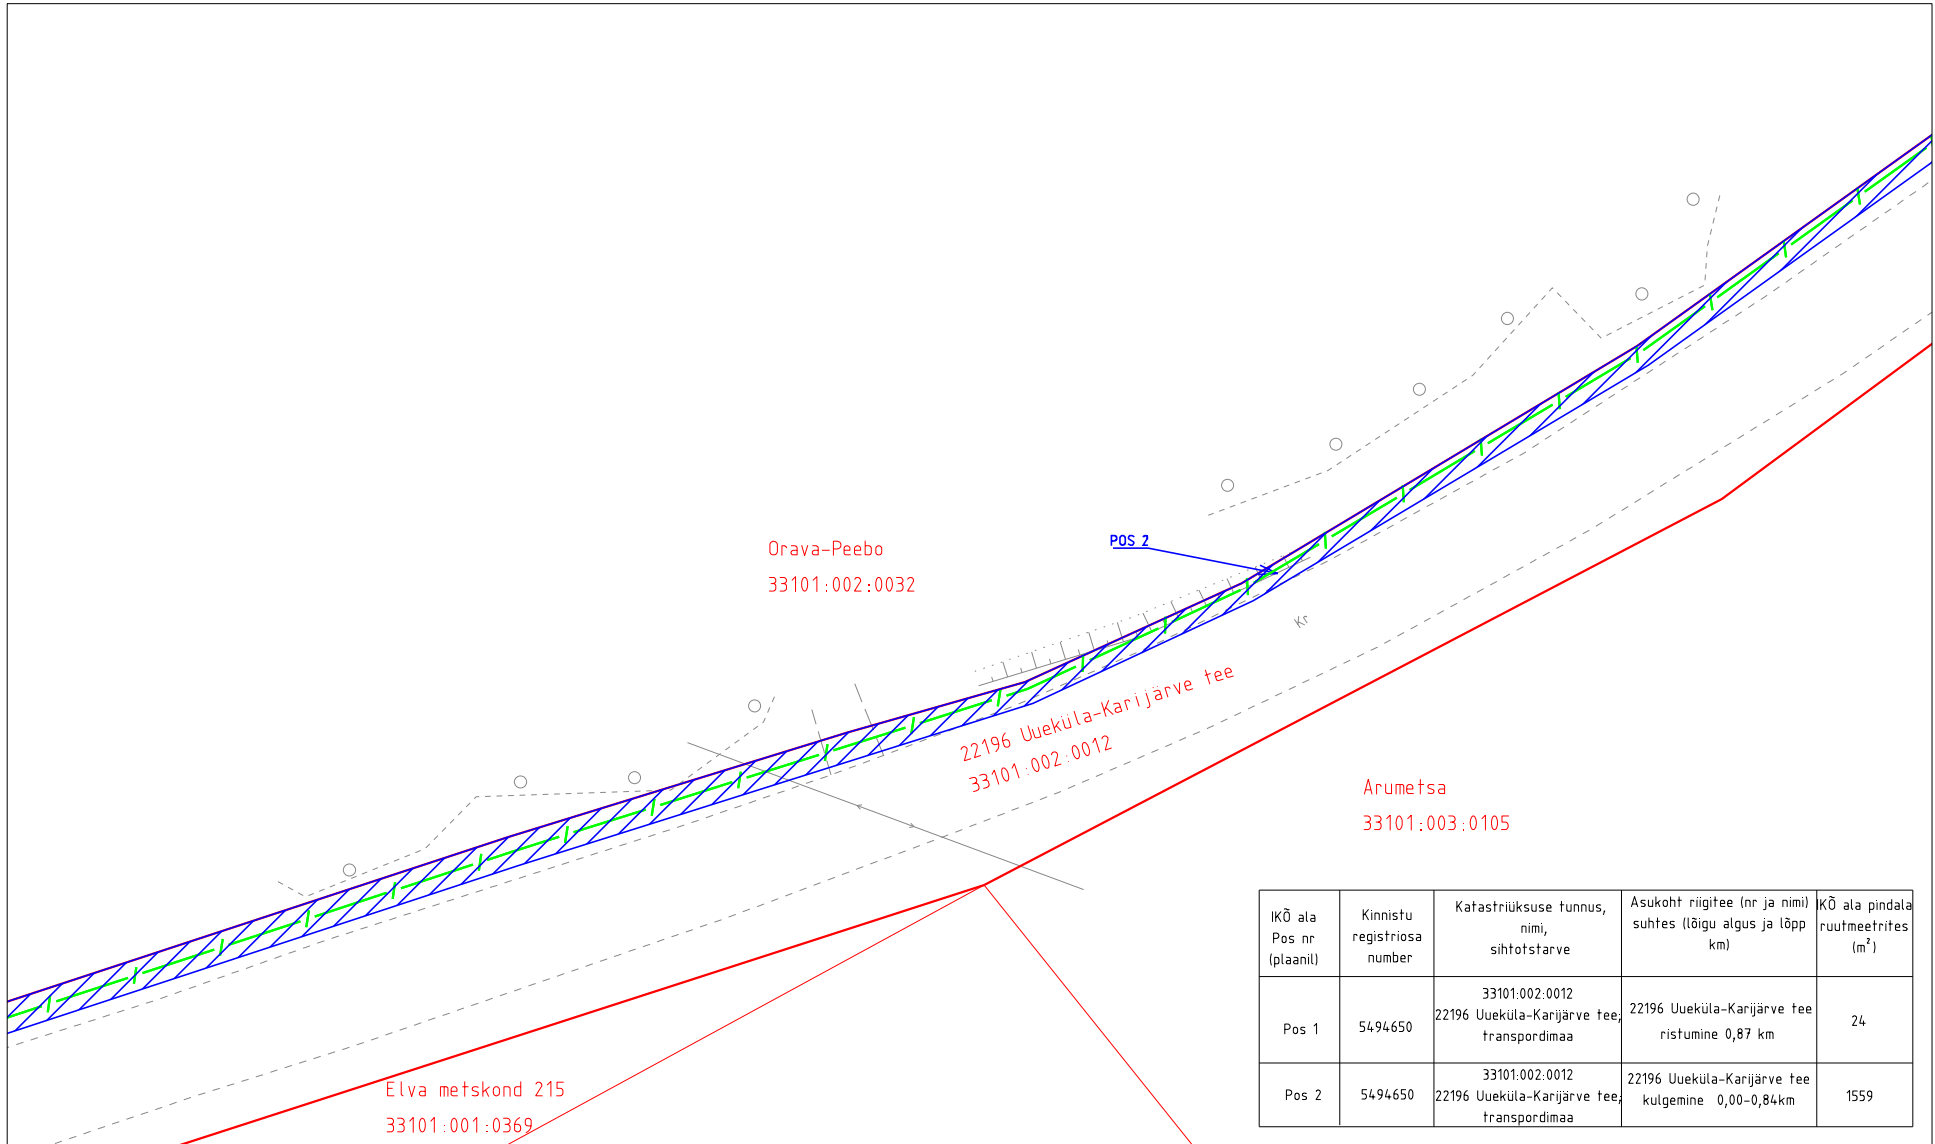 Orava-Peebo
33101:002:0032
POS 2
Kr
22196 Uueküla-Karijärve tee
33101:002:0012
Arumetsa
33101:003:0105
Elva metskond 215
33101:001:0369
IKÕ ala
Pos nr
(plaanil)
Kinnistu
registriosa
number
Katastriüksuse tunnus,
nimi,
sihtotstarve
Asukoht riigitee (nr ja nimi)
suhtes (lõigu algus ja lõpp
km)
IKÕ ala pindala
ruutmeetrites
(m²)
Pos 1
5494650
33101:002:0012
22196 Uueküla-Karijärve tee;
transpordimaa
22196 Uueküla-Karijärve tee
ristumine 0,87 km
24
Pos 2
5494650
33101:002:0012
22196 Uueküla-Karijärve tee;
transpordimaa
22196 Uueküla-Karijärve tee
kulgemine 0,00-0,84km
1559